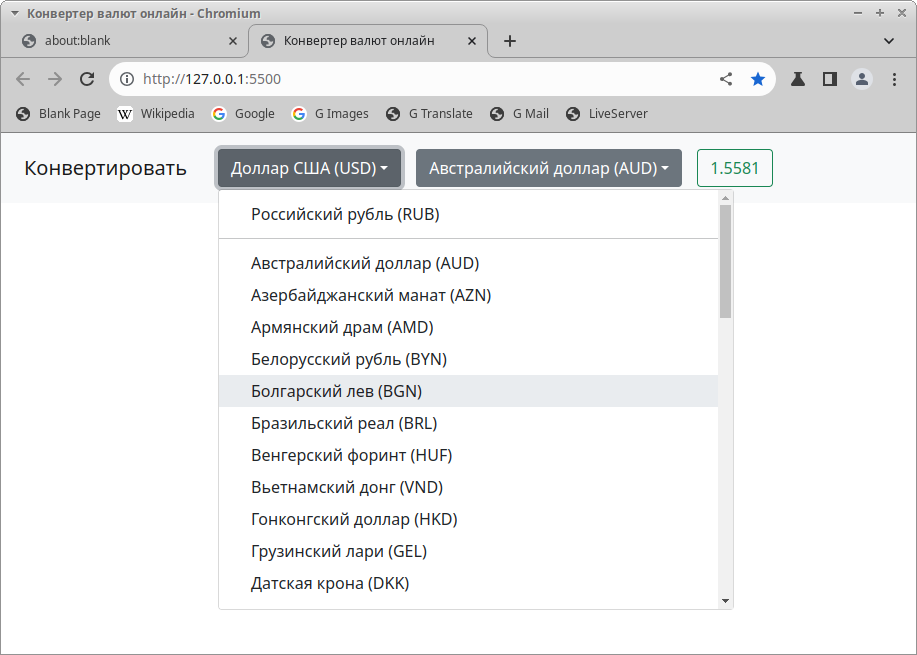 Конвертер валют онлайн - Chromium
about:blank
Конвертер валют онлайн
http://127.0.0.1:5500
Blank Page
W Wikipedia
Google
G Images
G Translate
G Mail
LiveServer
Конвертировать
Доллар США (USD)
Австралийский доллар (AUD)
1.5581
Российский рубль (RUB)
Австралийский доллар (AUD)
Азербайджанский манат (AZN)
Армянский драм (AMD)
Белорусский рубль (BYN)
Болгарский лев (BGN)
Бразильский реал (BRL)
Венгерский форинт (HUF)
Вьетнамский донг (VND)
Гонконгский доллар (HKD)
Грузинский лари (GEL)
Датская крона (DKK)